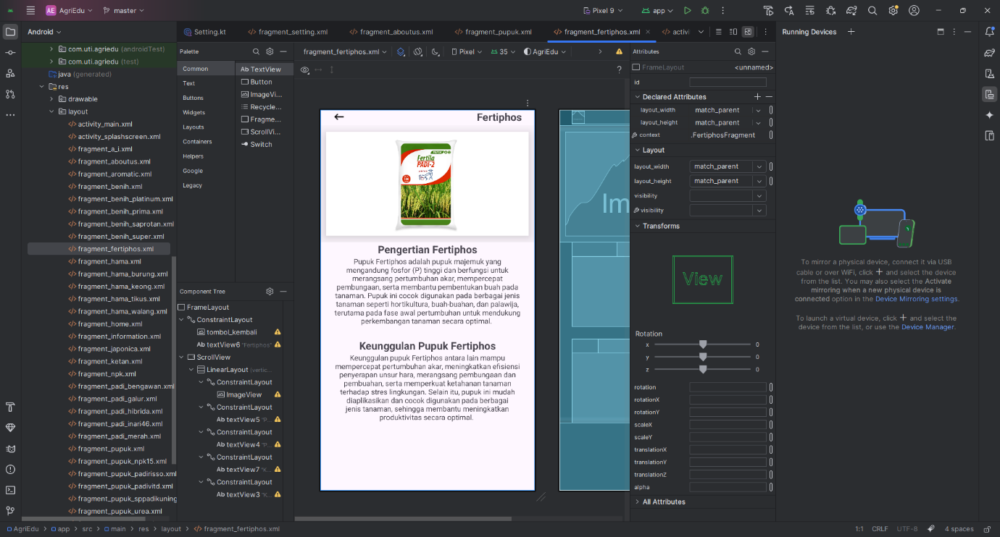 AE AgriEdu master Pixel 9 app
Android
Setting.kt fragment_setting.xml fragment_aboutus.xml fragment_pupuk.xml fragment_fertiphos.xml activi
Running Devices
com.uti.agriedu (androidTest)
com.uti.agriedu (test)
java (generated)
res
drawable
layout
activity_main.xml
activity_splashscreen.xml
fragment_a_i.xml
fragment_aboutus.xml
fragment_aromatic.xml
fragment_benih.xml
fragment_benih_platinum.xml
fragment_benih_prima.xml
fragment_benih_saprotan.xml
fragment_benih_super.xml
fragment_fertiphos.xml
fragment_hama.xml
fragment_hama_burung.xml
fragment_hama_keong.xml
fragment_hama_tikus.xml
fragment_hama_walang.xml
fragment_home.xml
fragment_information.xml
fragment_japonica.xml
fragment_ketan.xml
fragment_npk.xml
fragment_padi_bengawan.xml
fragment_padi_galur.xml
fragment_padi_hibrida.xml
fragment_padi_inari46.xml
fragment_padi_merah.xml
fragment_pupuk.xml
fragment_pupuk_npk15.xml
fragment_pupuk_padirisso.xml
fragment_pupuk_padivitd.xml
fragment_pupuk_sppadikuning
fragment_pupuk_urea.xml
Palette
Common
Text
Buttons
Widgets
Layouts
Containers
Helpers
Google
Legacy
Ab TextView
Button
ImageVi...
Recycle...
Fragme...
ScrollVi...
Switch
Component Tree
FrameLayout
ConstraintLayout
tombol_kembali
Ab textView6 "Fertiphos"
ScrollView
LinearLayout (vertic...
ConstraintLayout
ImageView
ConstraintLayout
Ab textView5 "P...
ConstraintLayout
Ab textView4 "P...
ConstraintLayout
Ab textView7 "K...
ConstraintLayout
Ab textView3 "K...
fragment_fertiphos.xml Pixel 35 AgriEdu
?
Fertiphos
Fertila
PADI-2
Pengertian Fertiphos
Pupuk Fertiphos adalah pupuk majemuk yang
mengandung fosfor (P) tinggi dan berfungsi untuk
merangsang pertumbuhan akar, mempercepat
pembungaan, serta membantu pembentukan buah pada
tanaman. Pupuk ini cocok digunakan pada berbagai jenis
tanaman seperti hortikultura, buah-buahan, dan palawija,
terutama pada fase awal pertumbuhan untuk mendukung
perkembangan tanaman secara optimal.
Keunggulan Pupuk Fertiphos
Keunggulan pupuk Fertiphos antara lain mampu
mempercepat pertumbuhan akar, meningkatkan efisiensi
penyerapan unsur hara, merangsang pembungaan dan
pembuahan, serta memperkuat ketahanan tanaman
terhadap stres lingkungan. Selain itu, pupuk ini mudah
diaplikasikan dan cocok digunakan pada berbagai
jenis tanaman, sehingga membantu meningkatkan
produktivitas secara optimal.
Im
Attributes
FrameLayout <unnamed>
id
Declared Attributes
layout_width match_parent
layout_height match_parent
context .FertiphosFragment
Layout
layout_width match_parent
layout_height match_parent
visibility
visibility
Transforms
View
Rotation
x 0
y 0
z 0
rotation
rotationX
rotationY
scaleX
scaleY
translationX
translationY
translationZ
alpha
All Attributes
To mirror a physical device, connect it via USB
cable or over WiFi, click + and select the device
from the list. You may also select the Activate
mirroring when a new physical device is
connected option in the Device Mirroring settings.
To launch a virtual device, click + and select the
device from the list, or use the Device Manager.
AgriEdu app src main res layout fragment_fertiphos.xml
1:1 CRLF UTF-8 4 spaces